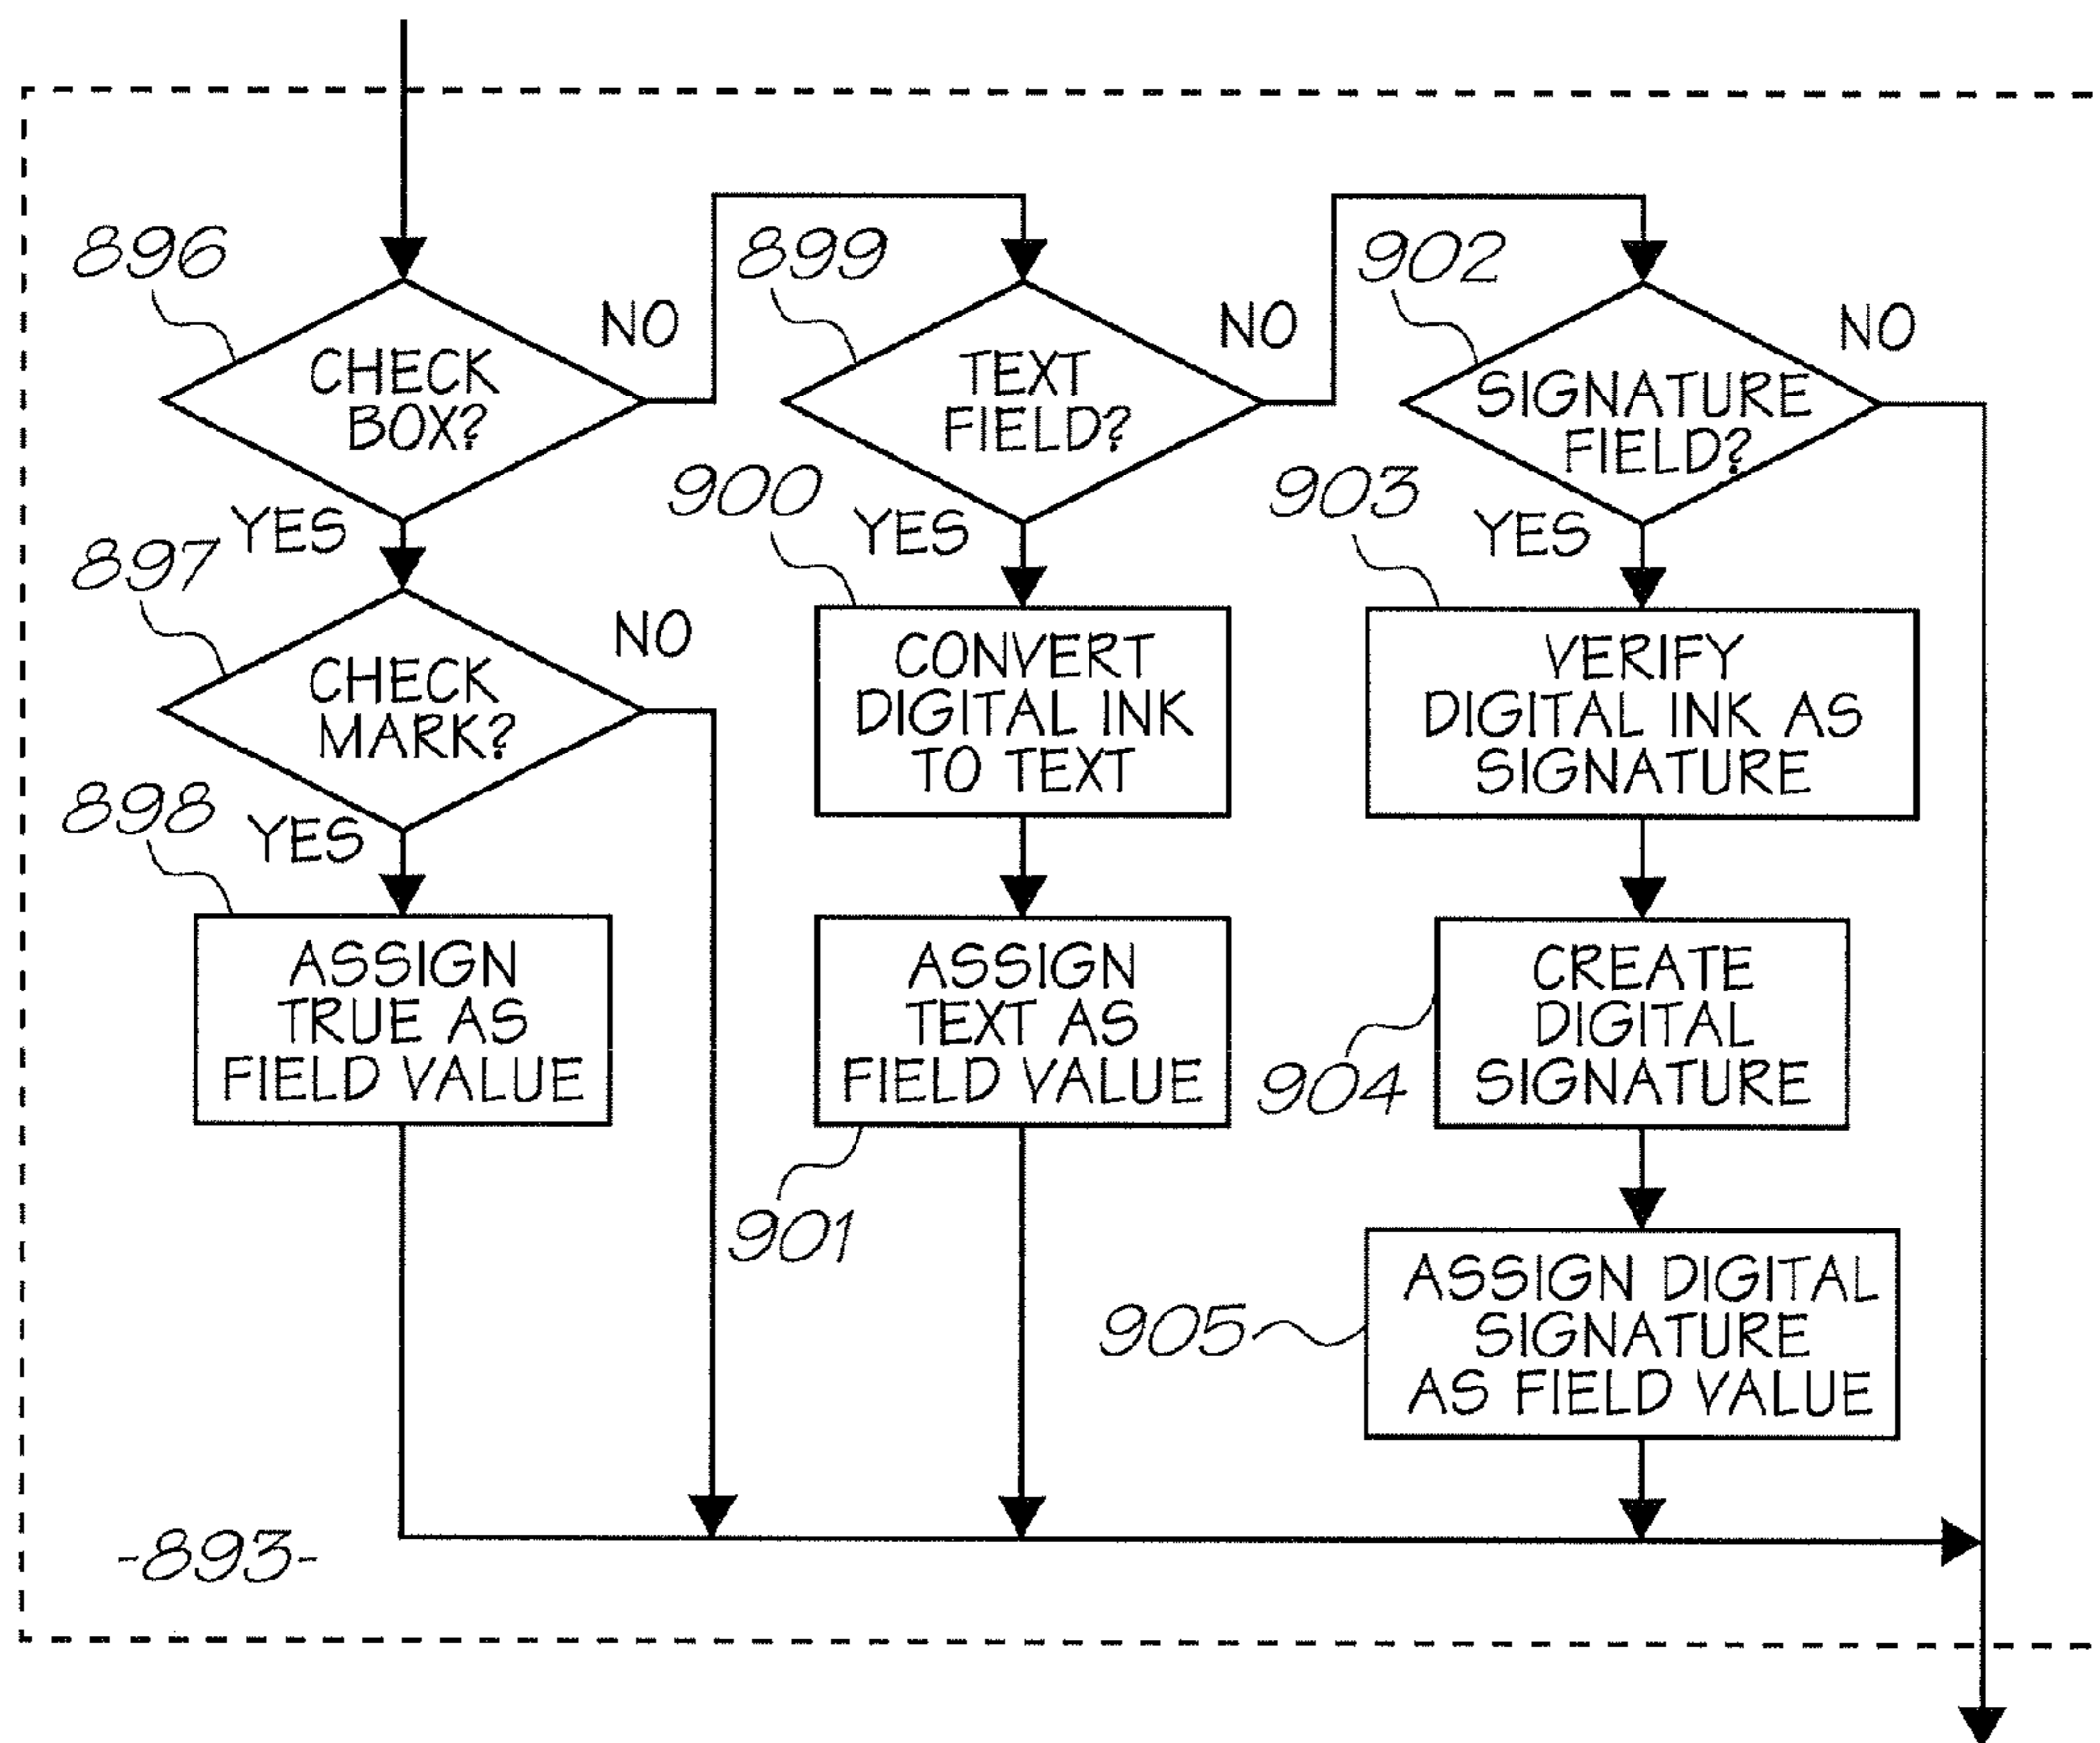 896
CHECK
BOX?
NO
YES
897
CHECK
MARK?
NO
YES
898
ASSIGN
TRUE AS
FIELD VALUE
899
TEXT
FIELD?
NO
YES
900
CONVERT
DIGITAL INK
TO TEXT
ASSIGN
TEXT AS
FIELD VALUE
901
902
SIGNATURE
FIELD?
NO
YES
903
VERIFY
DIGITAL INK AS
SIGNATURE
CREATE
DIGITAL
SIGNATURE
904
ASSIGN DIGITAL
SIGNATURE
AS FIELD VALUE
905
-893-